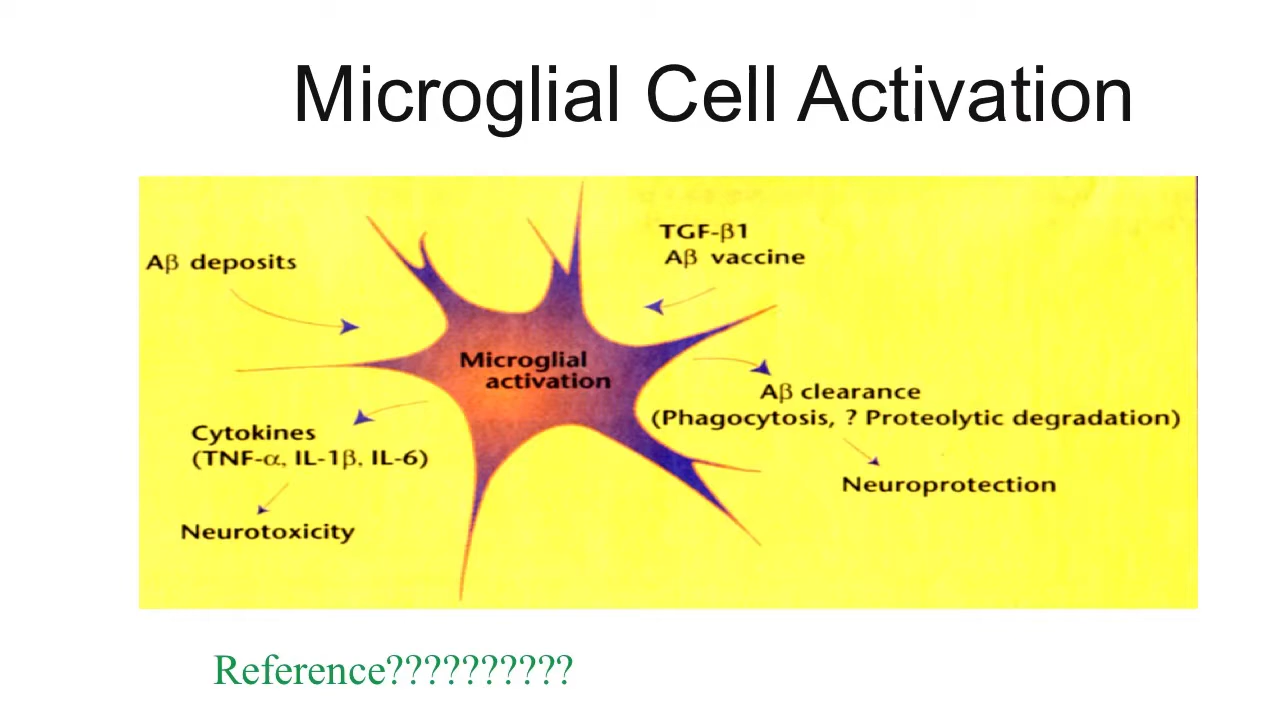 Microglial Cell Activation
Aβ deposits
TGF-β1
Aβ vaccine
Microglial
activation
Aβ clearance
(Phagocytosis, ? Proteolytic degradation)
Neuroprotection
Cytokines
(TNF-α, IL-1β, IL-6)
Neurotoxicity
Reference??????????